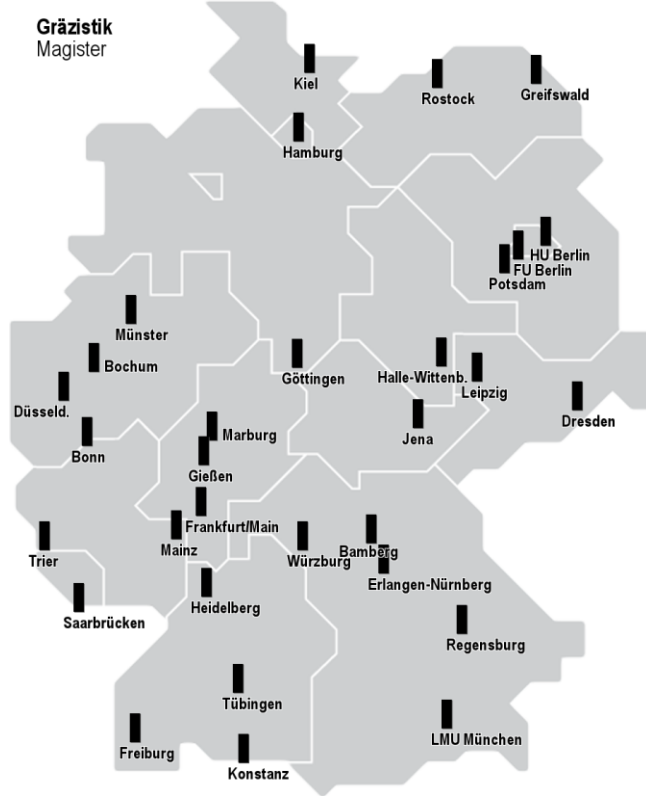 Gräzistik
Magister
Kiel
Rostock
Greifswald
Hamburg
HU Berlin
FU Berlin
Potsdam
Münster
Bochum
Göttingen
Halle-Wittenb.
Leipzig
Düsseld.
Dresden
Marburg
Jena
Bonn
Gießen
Frankfurt/Main
Mainz
Bamberg
Trier
Würzburg
Erlangen-Nürnberg
Heidelberg
Saarbrücken
Regensburg
Tübingen
LMU München
Freiburg
Konstanz